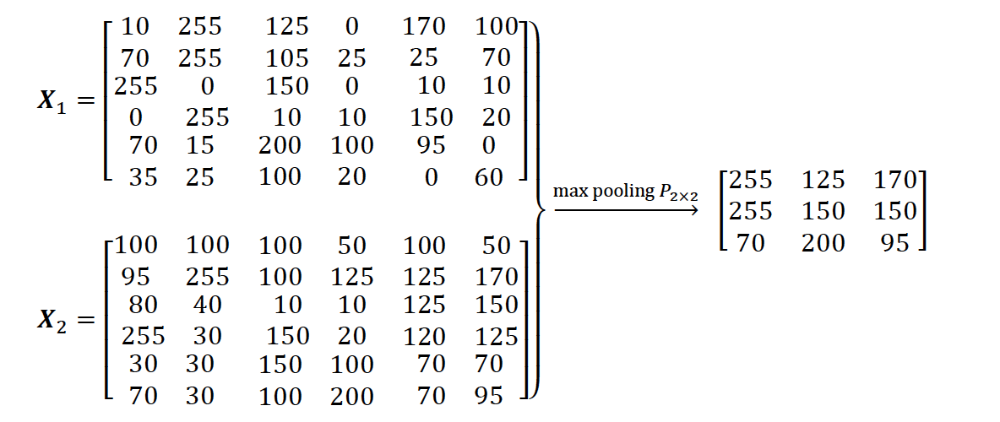 X₁ =
10 255 125 0 170 100
70 255 105 25 25 70
255 0 150 0 10 10
0 255 10 10 150 20
70 15 200 100 95 0
35 25 100 20 0 60
X₂ =
100 100 100 50 100 50
95 255 100 125 125 170
80 40 10 10 125 150
255 30 150 20 120 125
30 30 150 100 70 70
70 30 100 200 70 95
max pooling P₂×₂
255 125 170
255 150 150
70 200 95